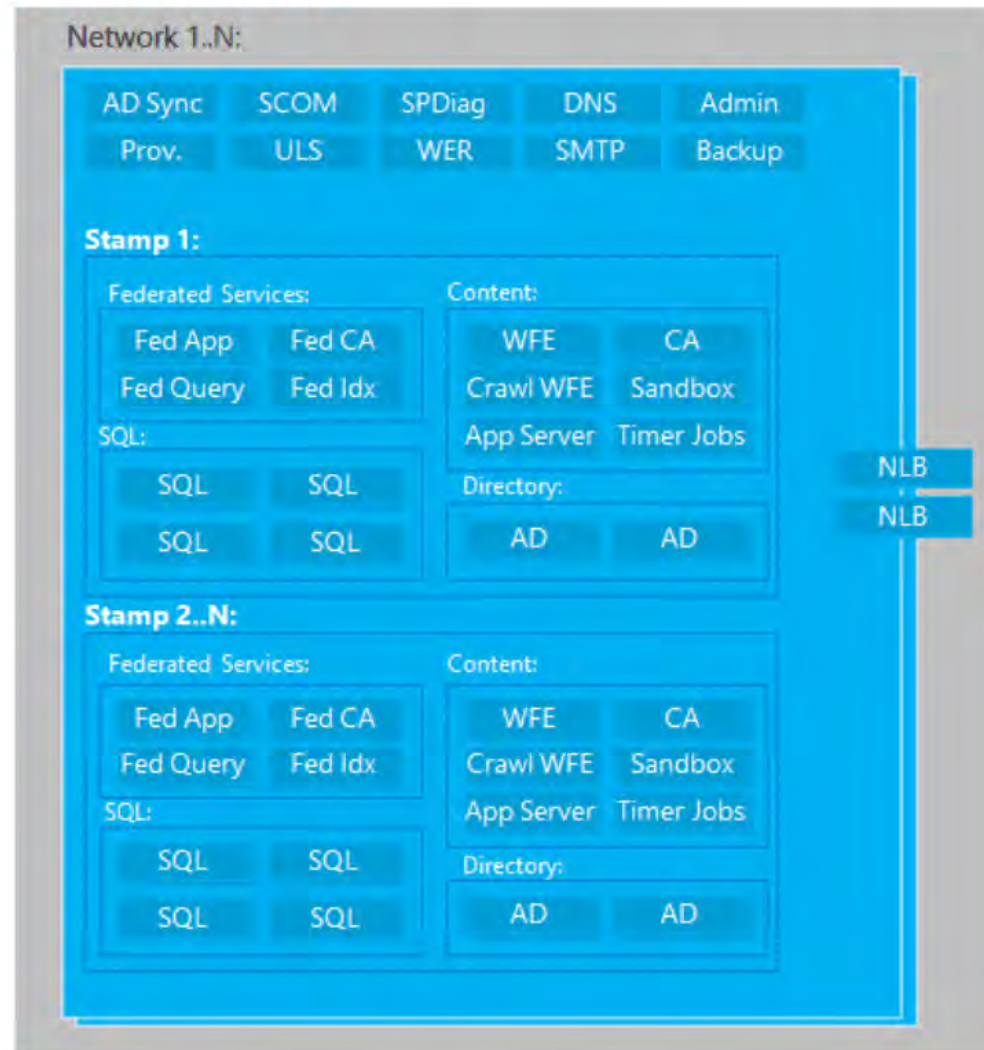 Network 1..N:
AD Sync SCOM SPDiag DNS Admin
Prov. ULS WER SMTP Backup
Stamp 1:
Federated Services:
Fed App Fed CA
Fed Query Fed Idx
SQL:
SQL SQL
SQL SQL
Content:
WFE CA
Crawl WFE Sandbox
App Server Timer Jobs
Directory:
AD AD
NLB
NLB
Stamp 2..N:
Federated Services:
Fed App Fed CA
Fed Query Fed Idx
SQL:
SQL SQL
SQL SQL
Content:
WFE CA
Crawl WFE Sandbox
App Server Timer Jobs
Directory:
AD AD